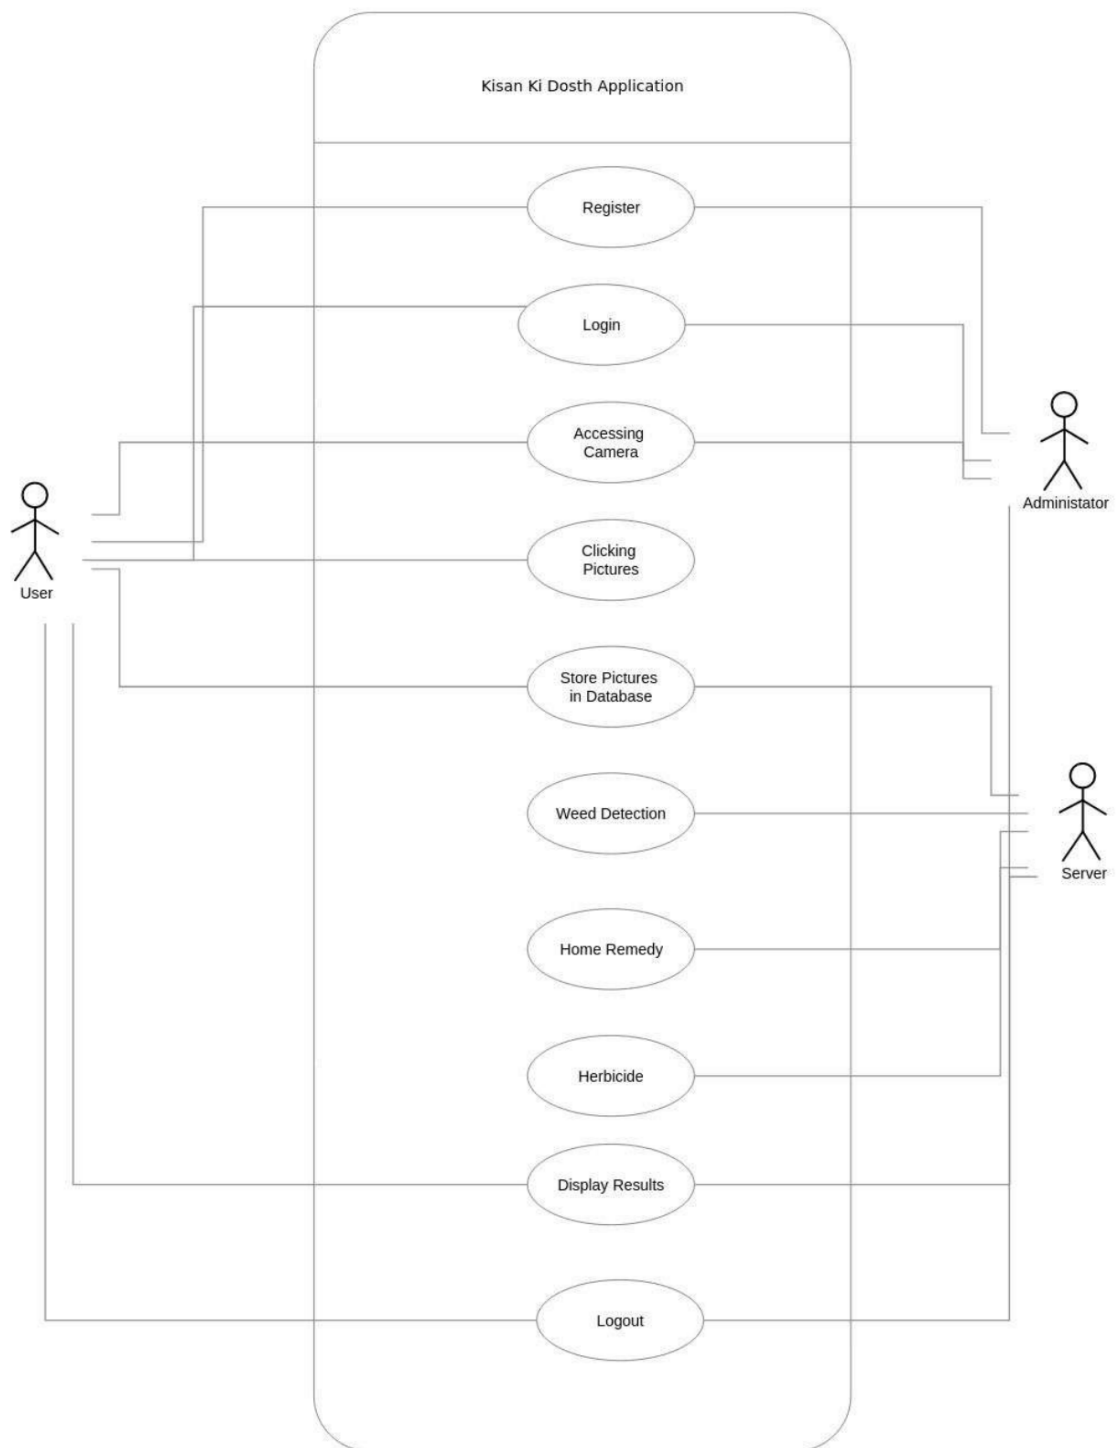 Kisan Ki Dosth Application
Register
Login
Accessing
Camera
Administator
Clicking
Pictures
User
Store Pictures
in Database
Weed Detection
Server
Home Remedy
Herbicide
Display Results
Logout